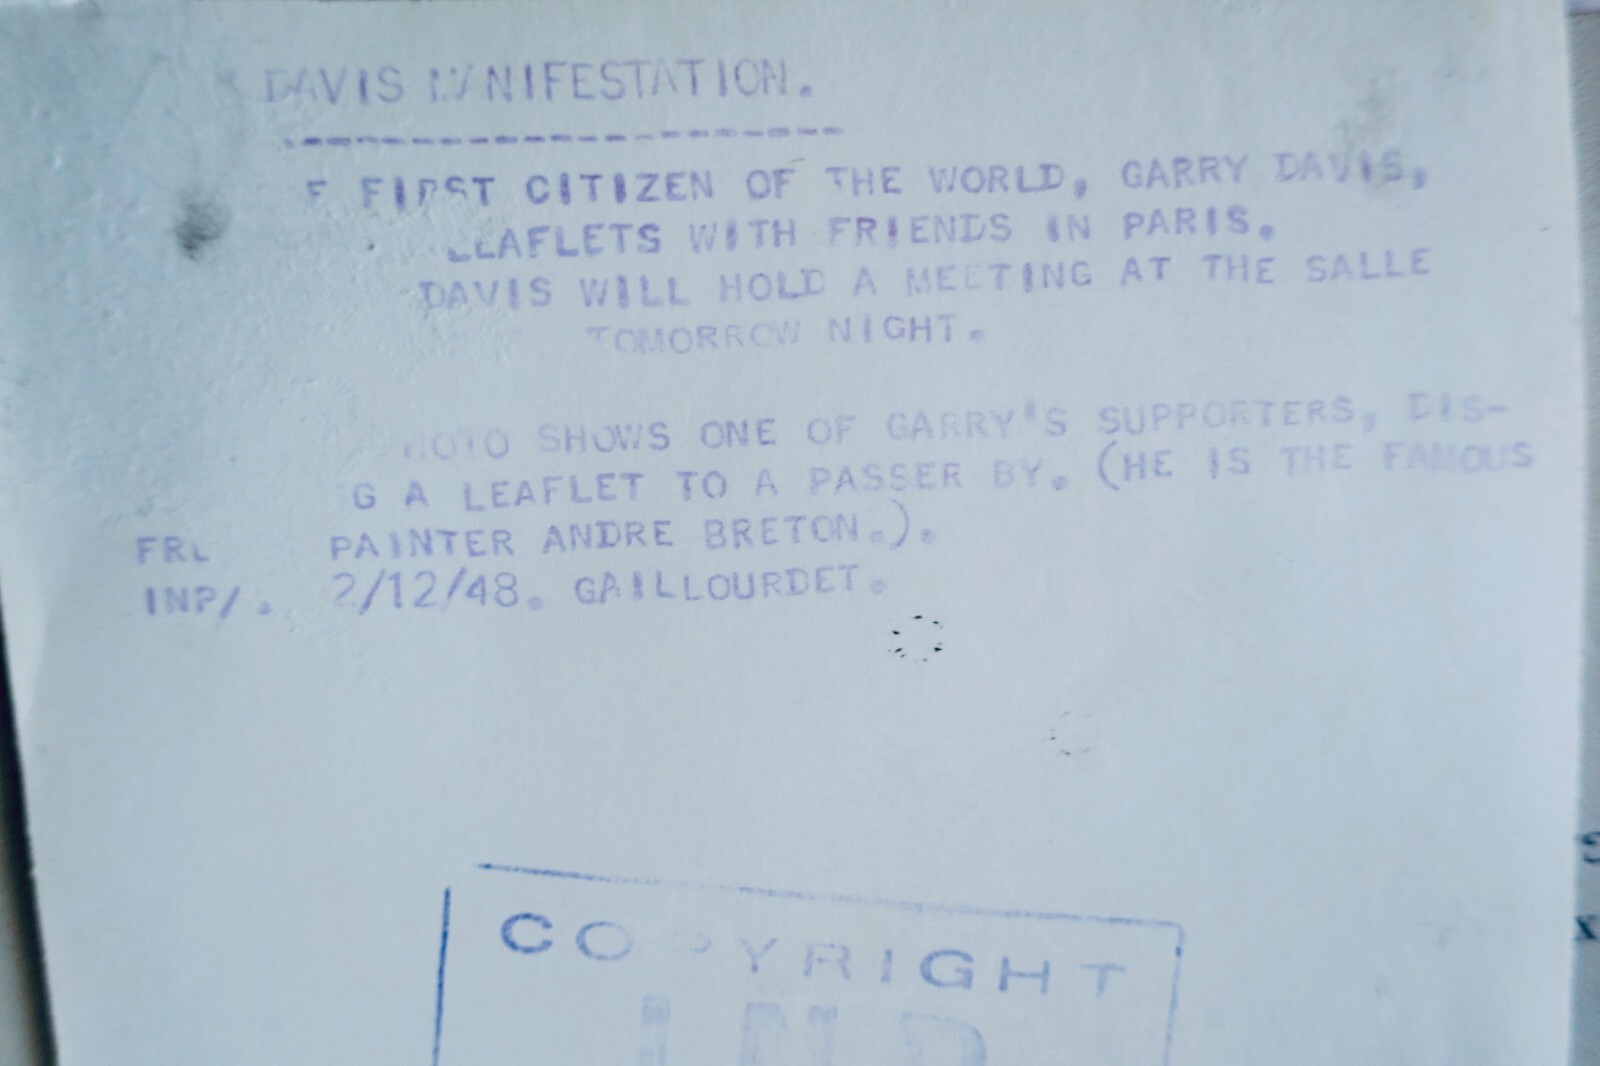 DAVIS MANIFESTATION.
FIRST CITIZEN OF THE WORLD, GARRY DAVIS,
LEAFLETS WITH FRIENDS IN PARIS.
DAVIS WILL HOLD A MEETING AT THE SALLE
TOMORROW NIGHT.
PHOTO SHOWS ONE OF GARRY'S SUPPORTERS, DIS-
G A LEAFLET TO A PASSER BY. (HE IS THE FAMOUS
PAINTER ANDRE BRETON.).
INP/. 2/12/48. GAILLOURDET.
COPYRIGHT
INP